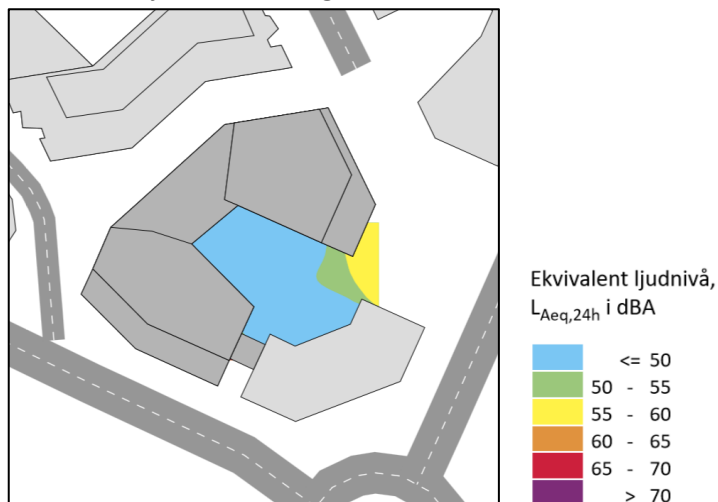 Ekvivalent ljudnivå,
LAeq,24h i dBA
<= 50
50 - 55
55 - 60
60 - 65
65 - 70
> 70